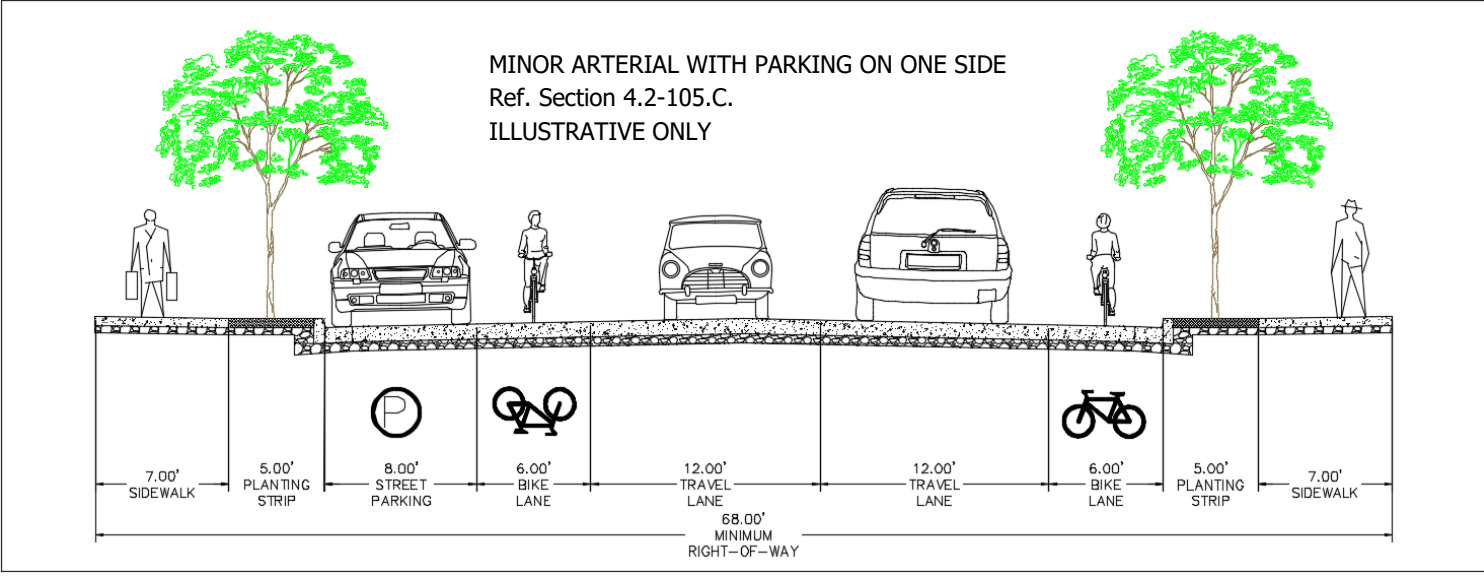 MINOR ARTERIAL WITH PARKING ON ONE SIDE
Ref. Section 4.2-105.C.
ILLUSTRATIVE ONLY
P
7.00'
SIDEWALK
5.00'
PLANTING
STRIP
8.00'
STREET
PARKING
6.00'
BIKE
LANE
12.00'
TRAVEL
LANE
12.00'
TRAVEL
LANE
6.00'
BIKE
LANE
5.00'
PLANTING
STRIP
7.00'
SIDEWALK
68.00'
MINIMUM
RIGHT-OF-WAY